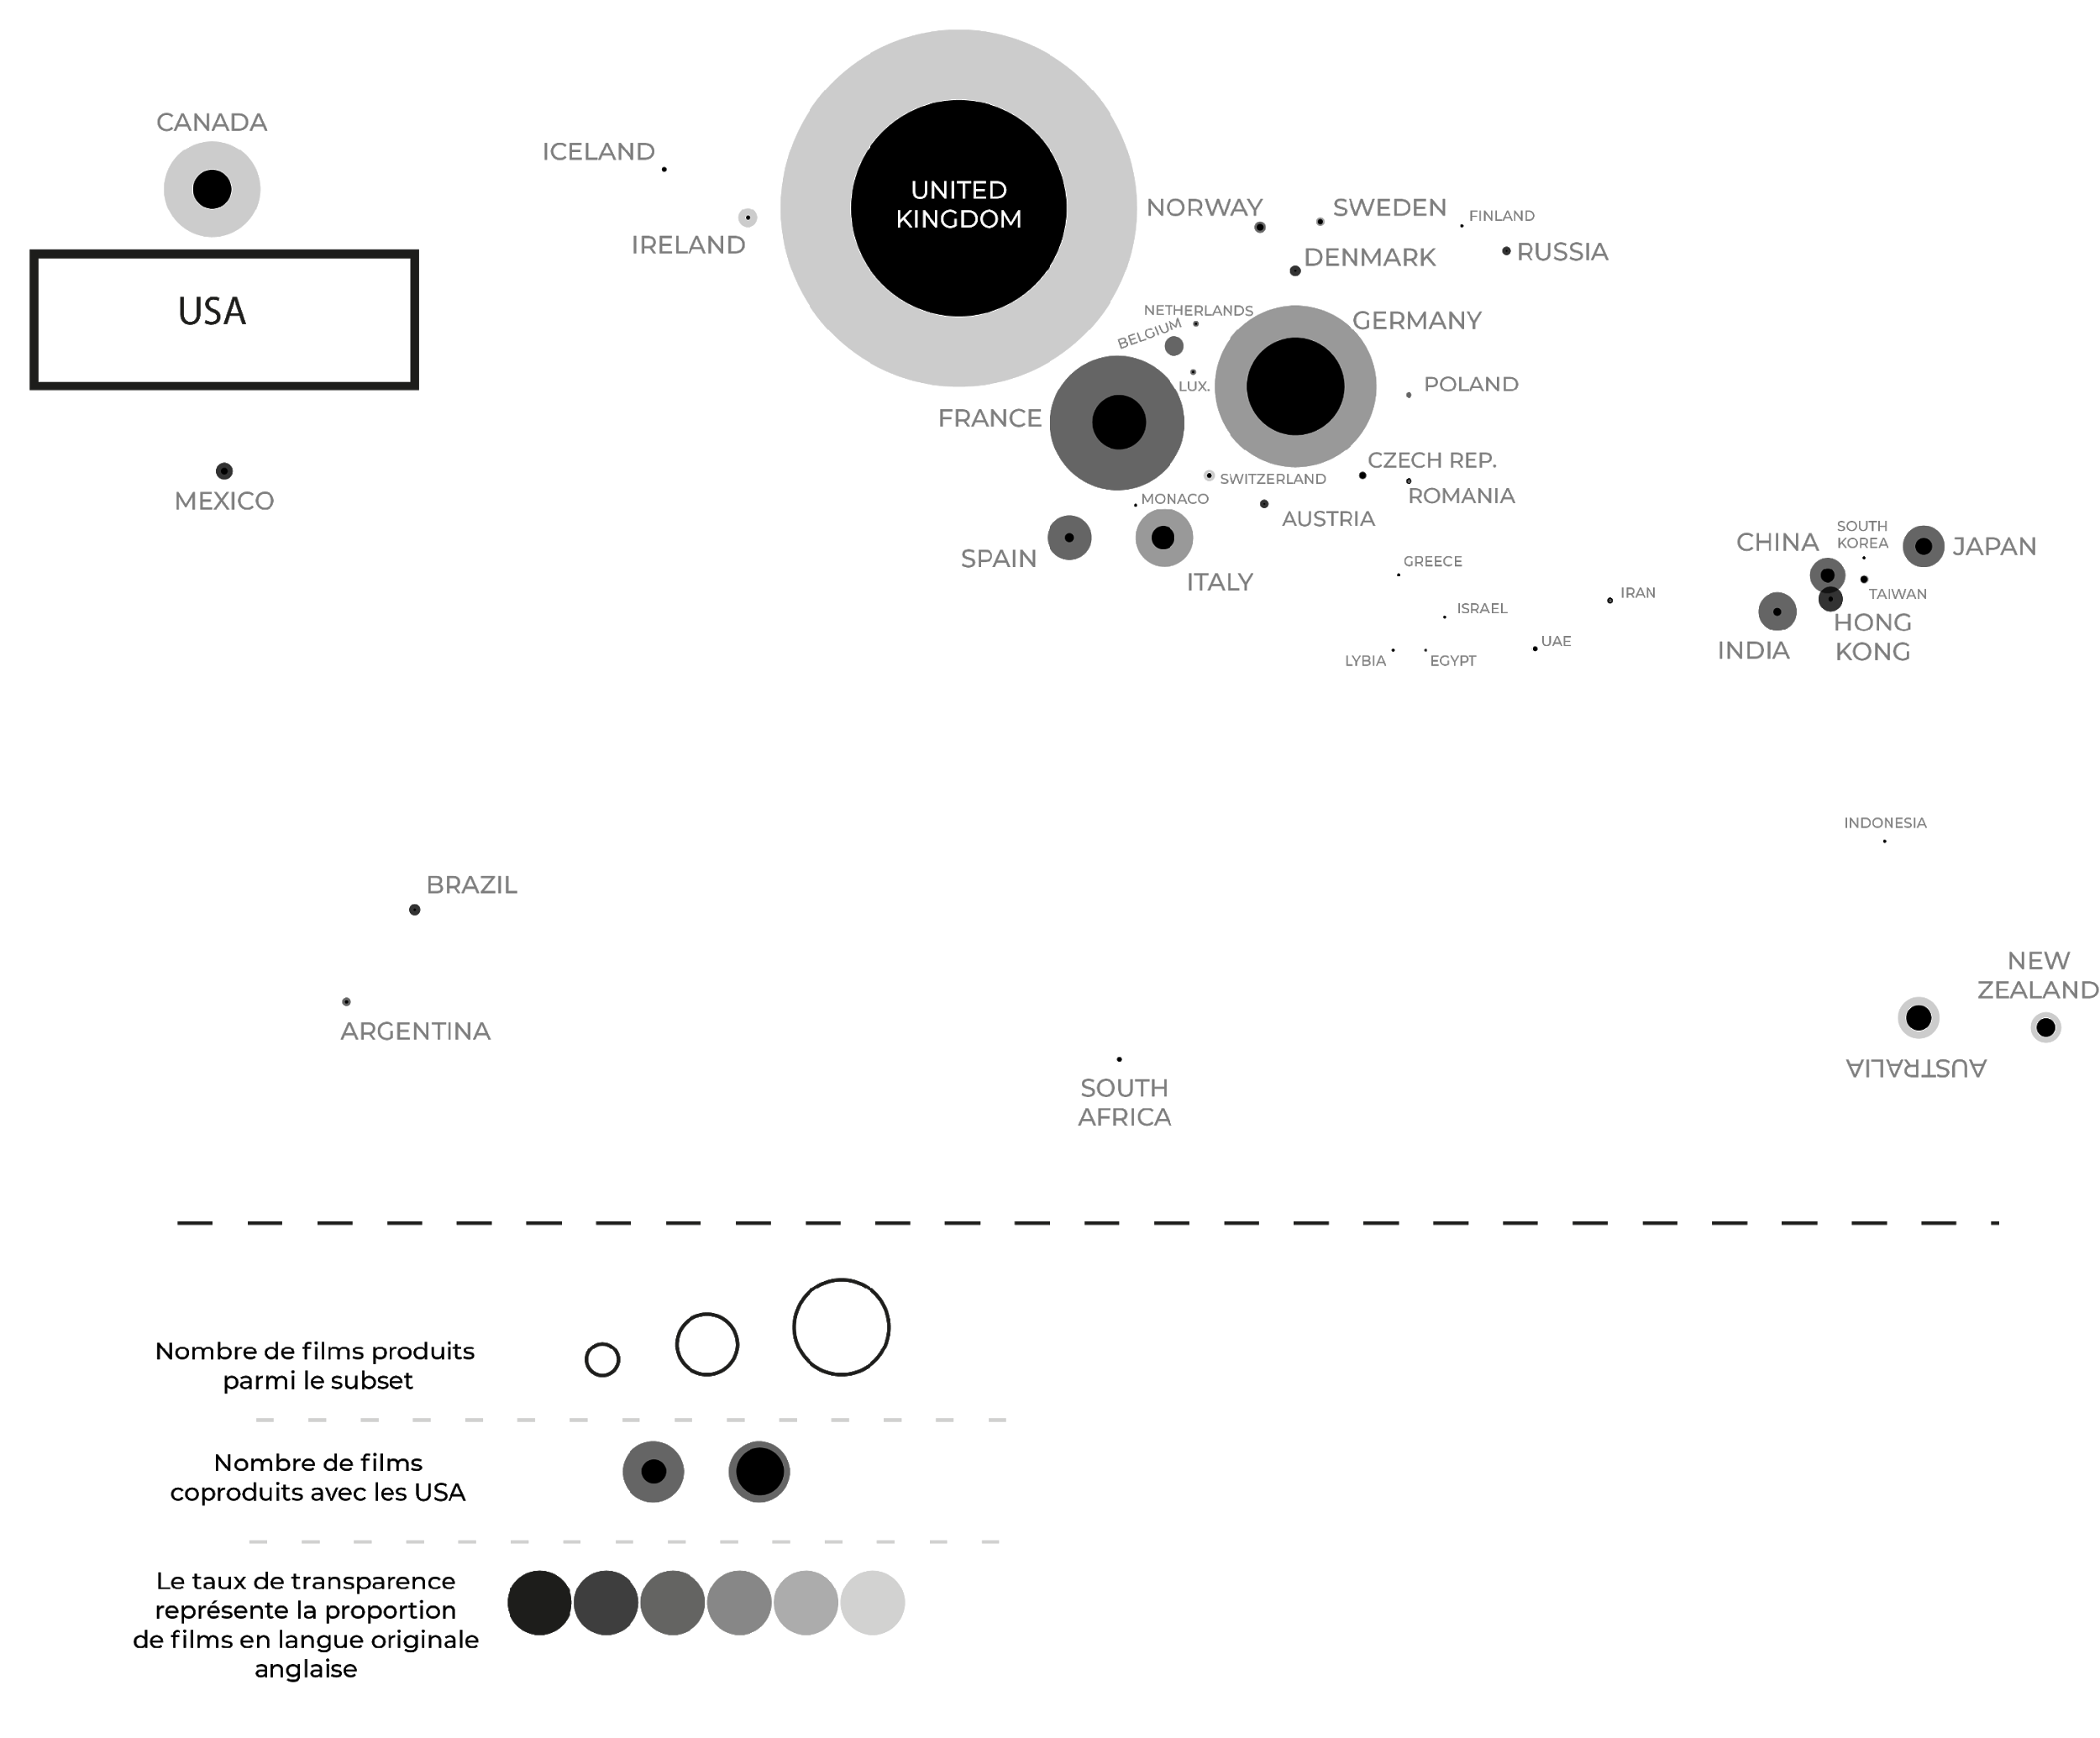 CANADA
USA
MEXICO
ICELAND
IRELAND
UNITED
KINGDOM
NORWAY
SWEDEN
FINLAND
DENMARK
RUSSIA
NETHERLANDS
BELGIUM
GERMANY
LUX.
POLAND
FRANCE
CZECH REP.
SWITZERLAND
ROMANIA
MONACO
AUSTRIA
SPAIN
ITALY
GREECE
ISRAEL
IRAN
UAE
LYBIA
EGYPT
CHINA
SOUTH
KOREA
JAPAN
TAIWAN
HONG
KONG
INDIA
INDONESIA
BRAZIL
ARGENTINA
SOUTH
AFRICA
NEW
ZEALAND
AUSTRALIA
Nombre de films produits
parmi le subset
Nombre de films
coproduits avec les USA
Le taux de transparence
représente la proportion
de films en langue originale
anglaise